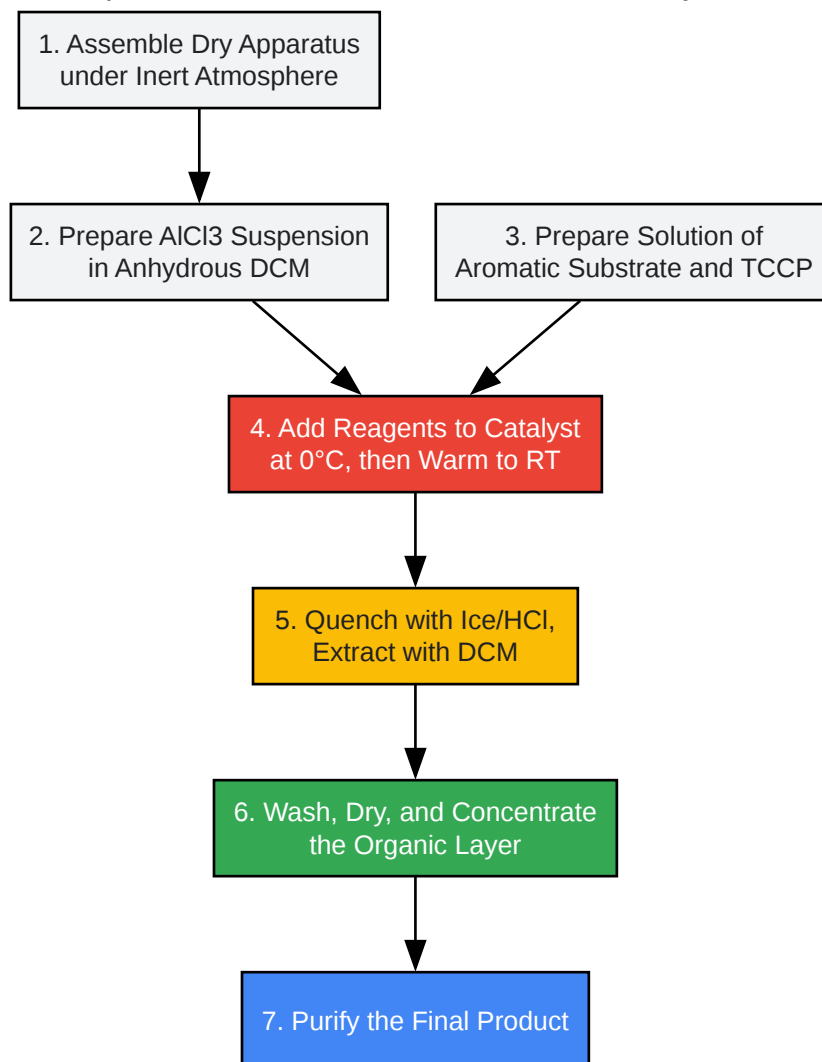 1. Assemble Dry Apparatus
under Inert Atmosphere
2. Prepare AlCl3 Suspension
in Anhydrous DCM
3. Prepare Solution of
Aromatic Substrate and TCCP
4. Add Reagents to Catalyst
at 0°C, then Warm to RT
5. Quench with Ice/HCl,
Extract with DCM
6. Wash, Dry, and Concentrate
the Organic Layer
7. Purify the Final Product